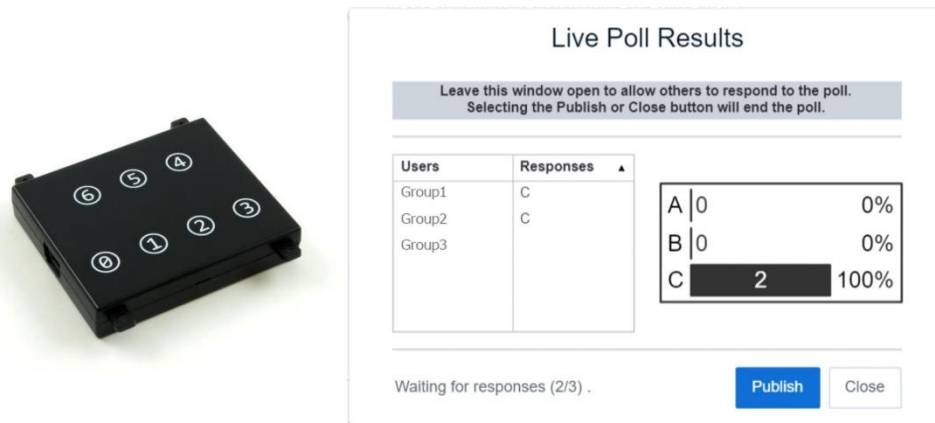 6 5 4
0 1 2 3
Live Poll Results
Leave this window open to allow others to respond to the poll.
Selecting the Publish or Close button will end the poll.
Users Responses ▲
Group1 C
Group2 C
Group3
A 0 0%
B 0 0%
C 2 100%
Waiting for responses (2/3) .
Publish Close